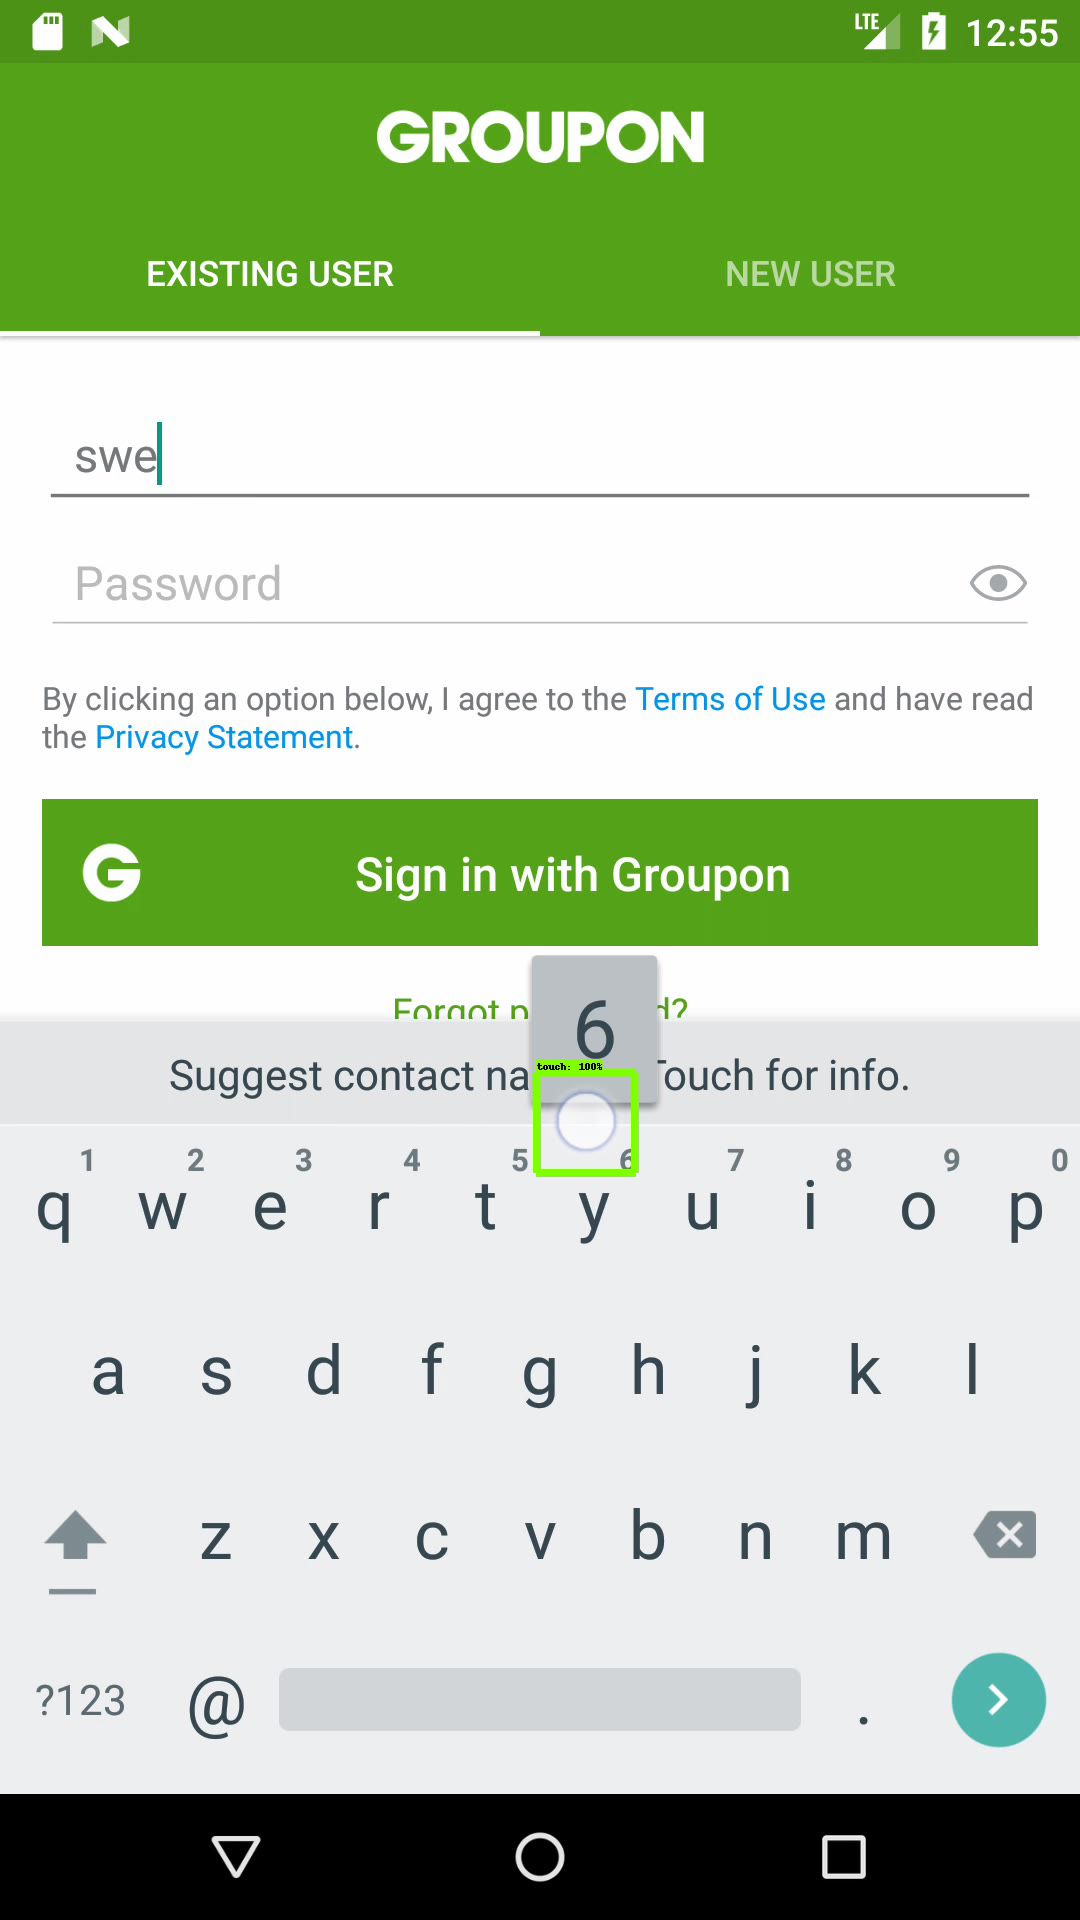 LTE 12:55
GROUPON
EXISTING USER NEW USER
swe
Password
By clicking an option below, I agree to the Terms of Use and have read
the Privacy Statement.
G Sign in with Groupon
Forgot p d?
6
Suggest contact na Touch for info.
touch: 100%
1 2 3 4 5 6 7 8 9 0
q w e r t y u i o p
a s d f g h j k l
z x c v b n m
?123 @ .